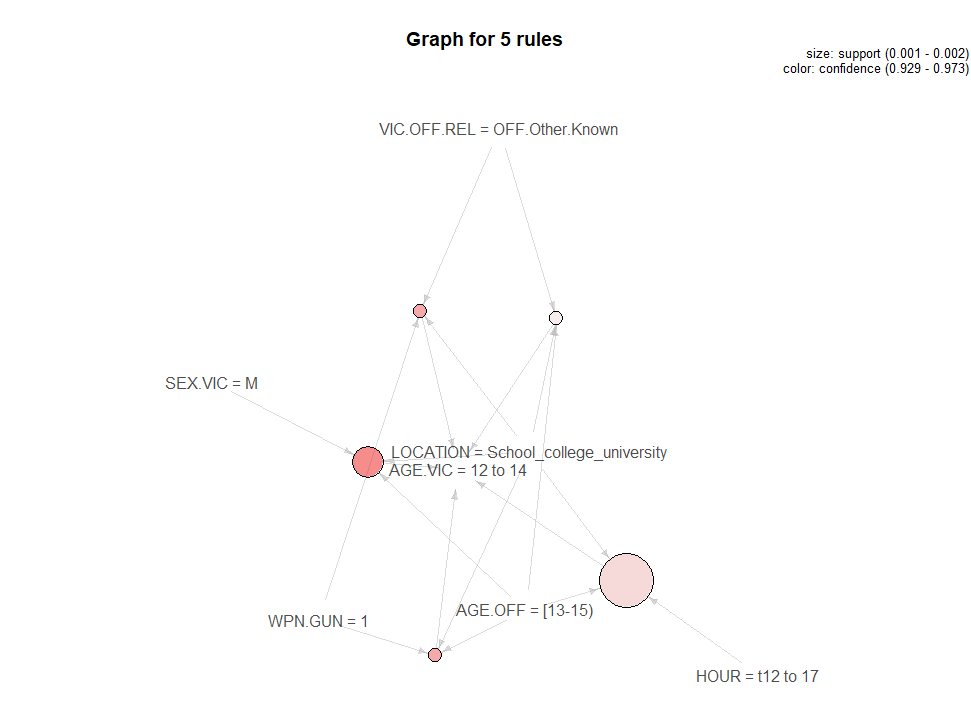 Graph for 5 rules
size: support (0.001 - 0.002)
color: confidence (0.929 - 0.973)
VIC.OFF.REL = OFF.Other.Known
SEX.VIC = M
LOCATION = School_college_university
AGE.VIC = 12 to 14
AGE.OFF = [13-15)
WPN.GUN = 1
HOUR = t12 to 17